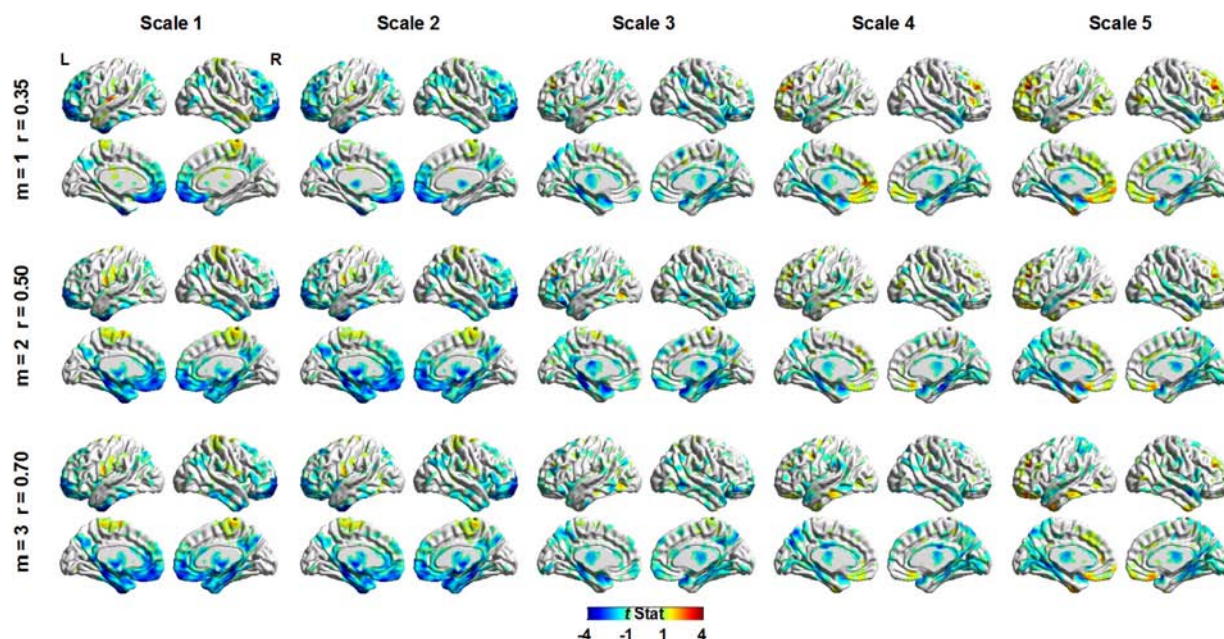 Scale 1 Scale 2 Scale 3 Scale 4 Scale 5
L R
m = 1 r = 0.35
m = 2 r = 0.50
m = 3 r = 0.70
t Stat
-4 -1 1 4